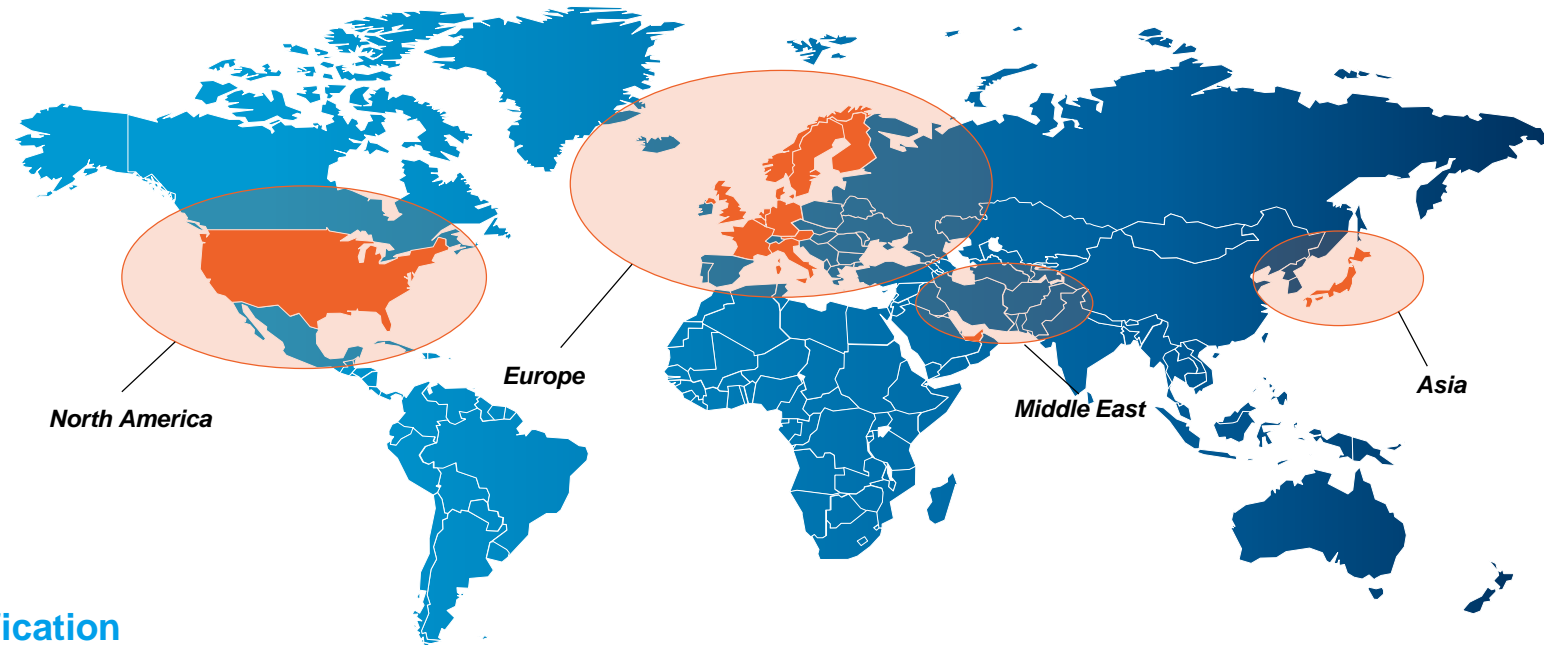 Europe
Asia
North America
Middle East
ication